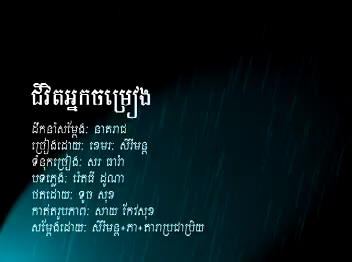 ជីវិតអ្នកចម្រៀង
ដឹកនាំសម្តែង: នាគរាជ
ច្រៀងដោយ: ខេមរៈ សិរីមន្ត
ទំនុកច្រៀង: សរ ធារ៉ា
បទភ្លេង: រ៉េតធី ដូណា
ថតដោយ: ទូច សុខ
កាត់តរូបភាព: សាយ កែវសុខ
សម្តែងដោយ: សិរីមន្ត+ភា+តារាប្រជាប្រិយ